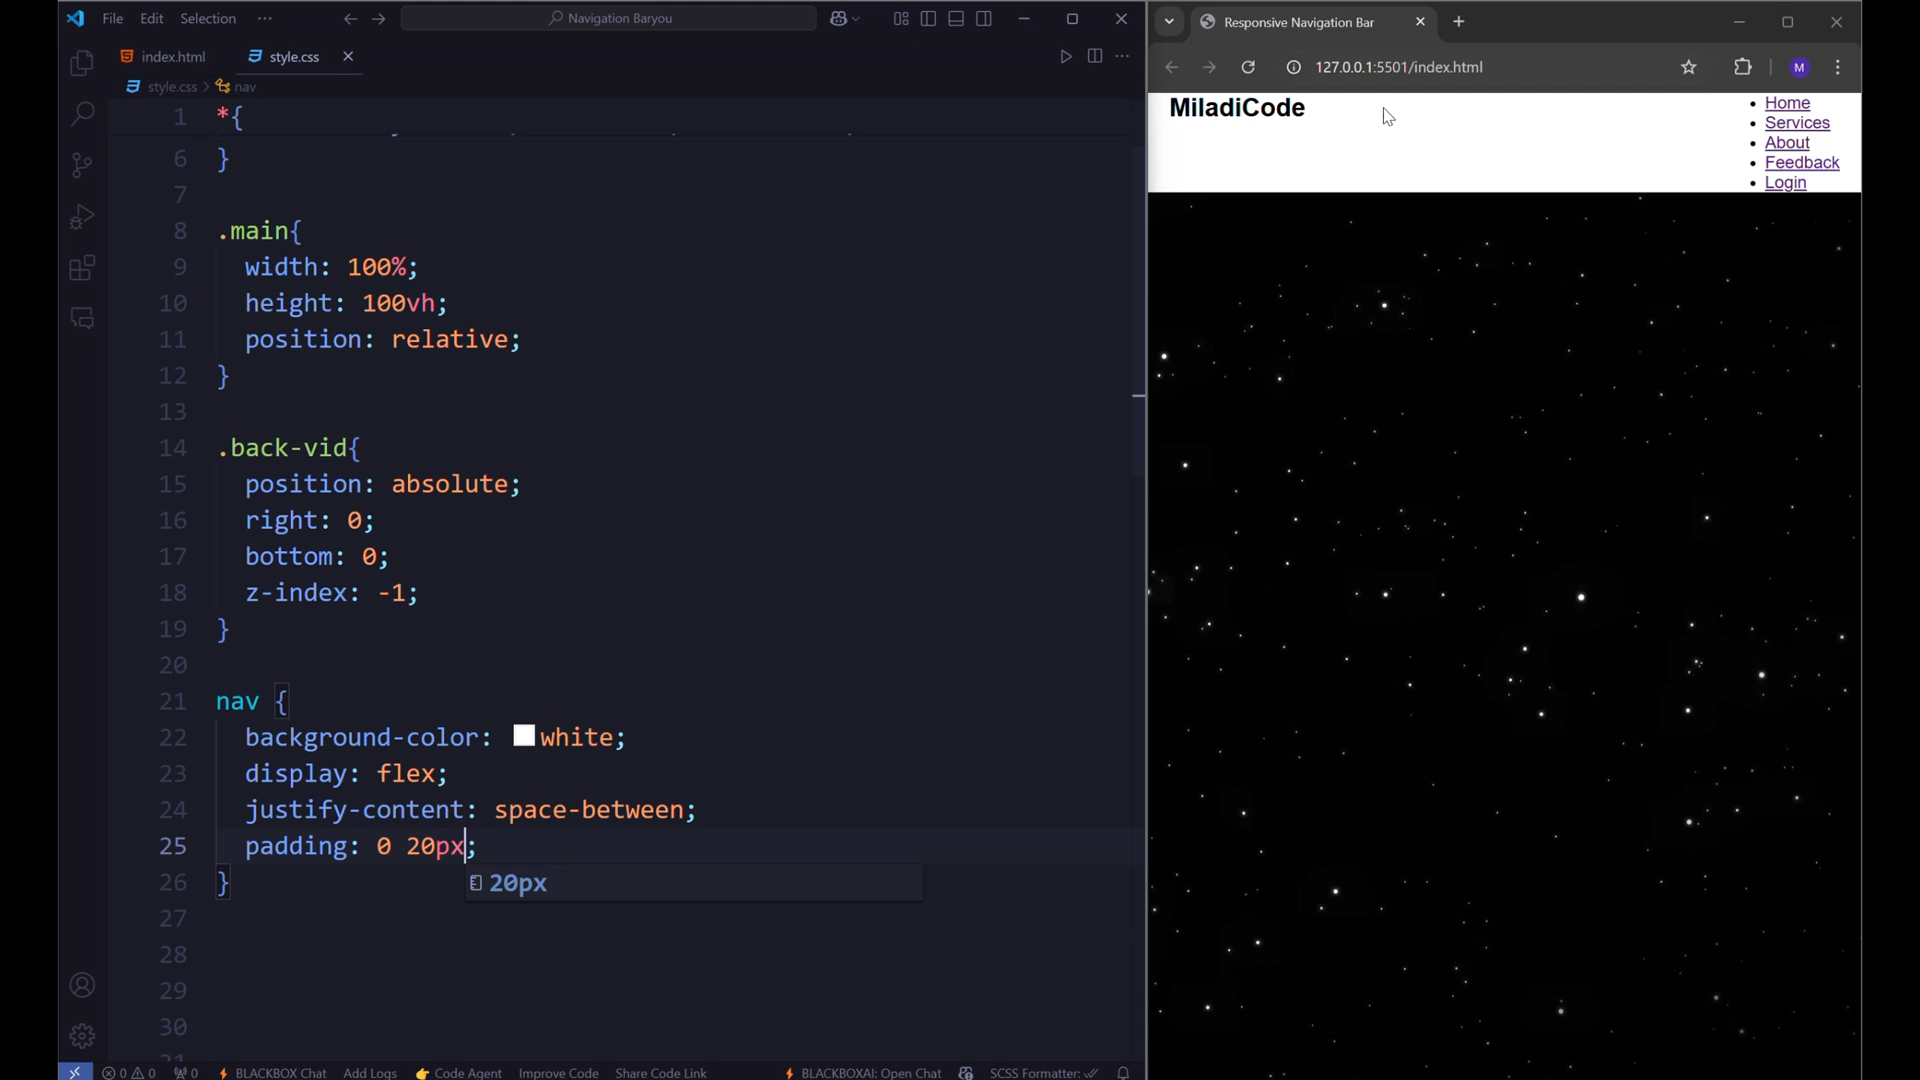 File Edit Selection ···
Navigation Baryou
index.html
style.css
style.css > nav
1 *{
6 }
7
8 .main{
9 width: 100%;
10 height: 100vh;
11 position: relative;
12 }
13
14 .back-vid{
15 position: absolute;
16 right: 0;
17 bottom: 0;
18 z-index: -1;
19 }
20
21 nav {
22 background-color: white;
23 display: flex;
24 justify-content: space-between;
25 padding: 0 20px;
26 }
20px
27
28
29
30
0 0 0 BLACKBOX Chat Add Logs Code Agent Improve Code Share Code Link BLACKBOXAI: Open Chat SCSS Formatter:
Responsive Navigation Bar
127.0.0.1:5501/index.html
M
MiladiCode
• Home
• Services
• About
• Feedback
• Login